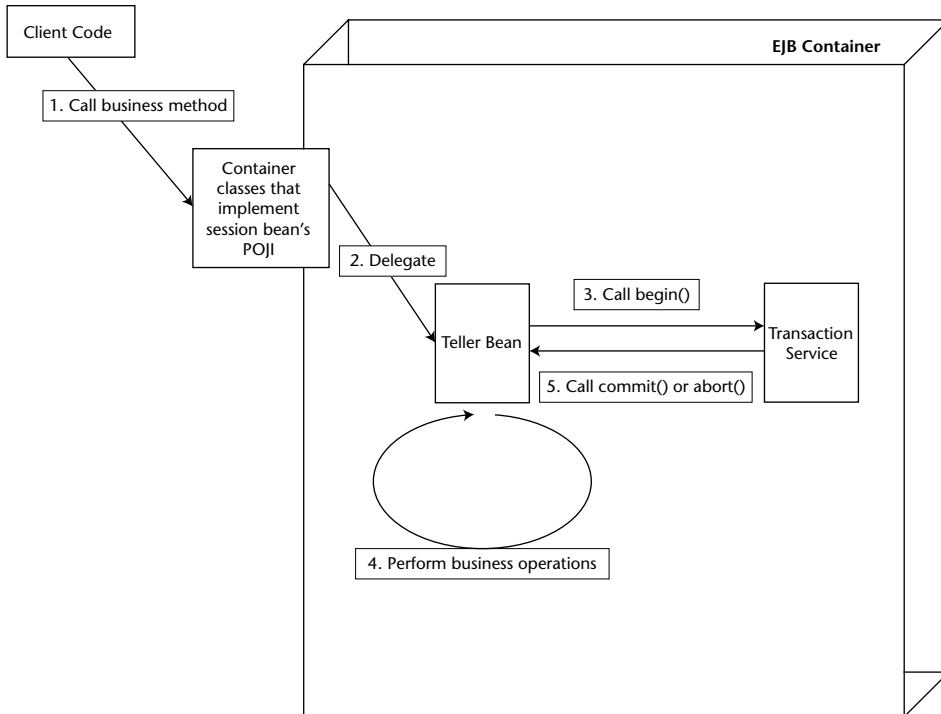 Client Code
EJB Container
1. Call business method
Container
classes that
implement
session bean's
POJI
2. Delegate
3. Call begin()
Teller Bean
Transaction
Service
5. Call commit() or abort()
4. Perform business operations